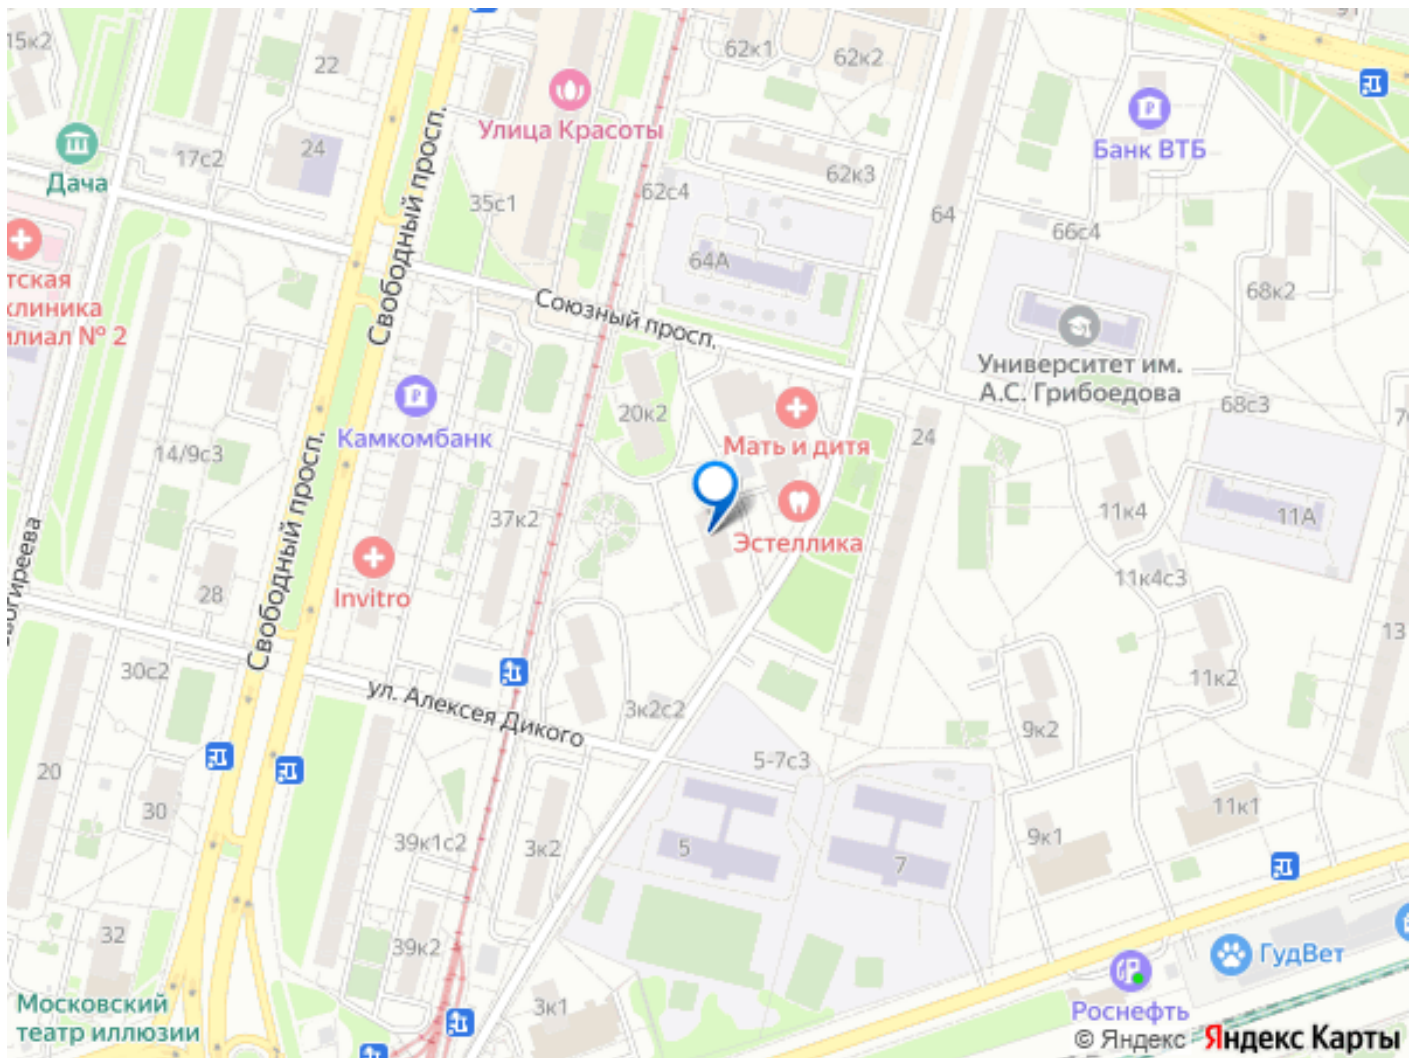 15к2
22
62к1
62к2
Улица Красоты
Банк ВТБ
17с2
24
Дача
62к3
62с4
35с1
64
66с4
64А
Свободный просп.
тская
клиника
илиал № 2
68к2
Союзный просп.
Университет им.
А.С. Грибоедова
68с3
20к2
Камкомбанк
Мать и дитя
24
14/9с3
Свободный просп.
37к2
11к4
11А
Эстеллика
11к4с3
Invitro
28
13
30с2
11к2
ул. Алексея Дикого
3к2с2
9к2
5-7с3
20
30
39к1с2
3к2
5
7
9к1
11к1
32
39к2
ГудВет
3к1
Московский
театр иллюзии
Роснефть
© Яндекс Яндекс Карты